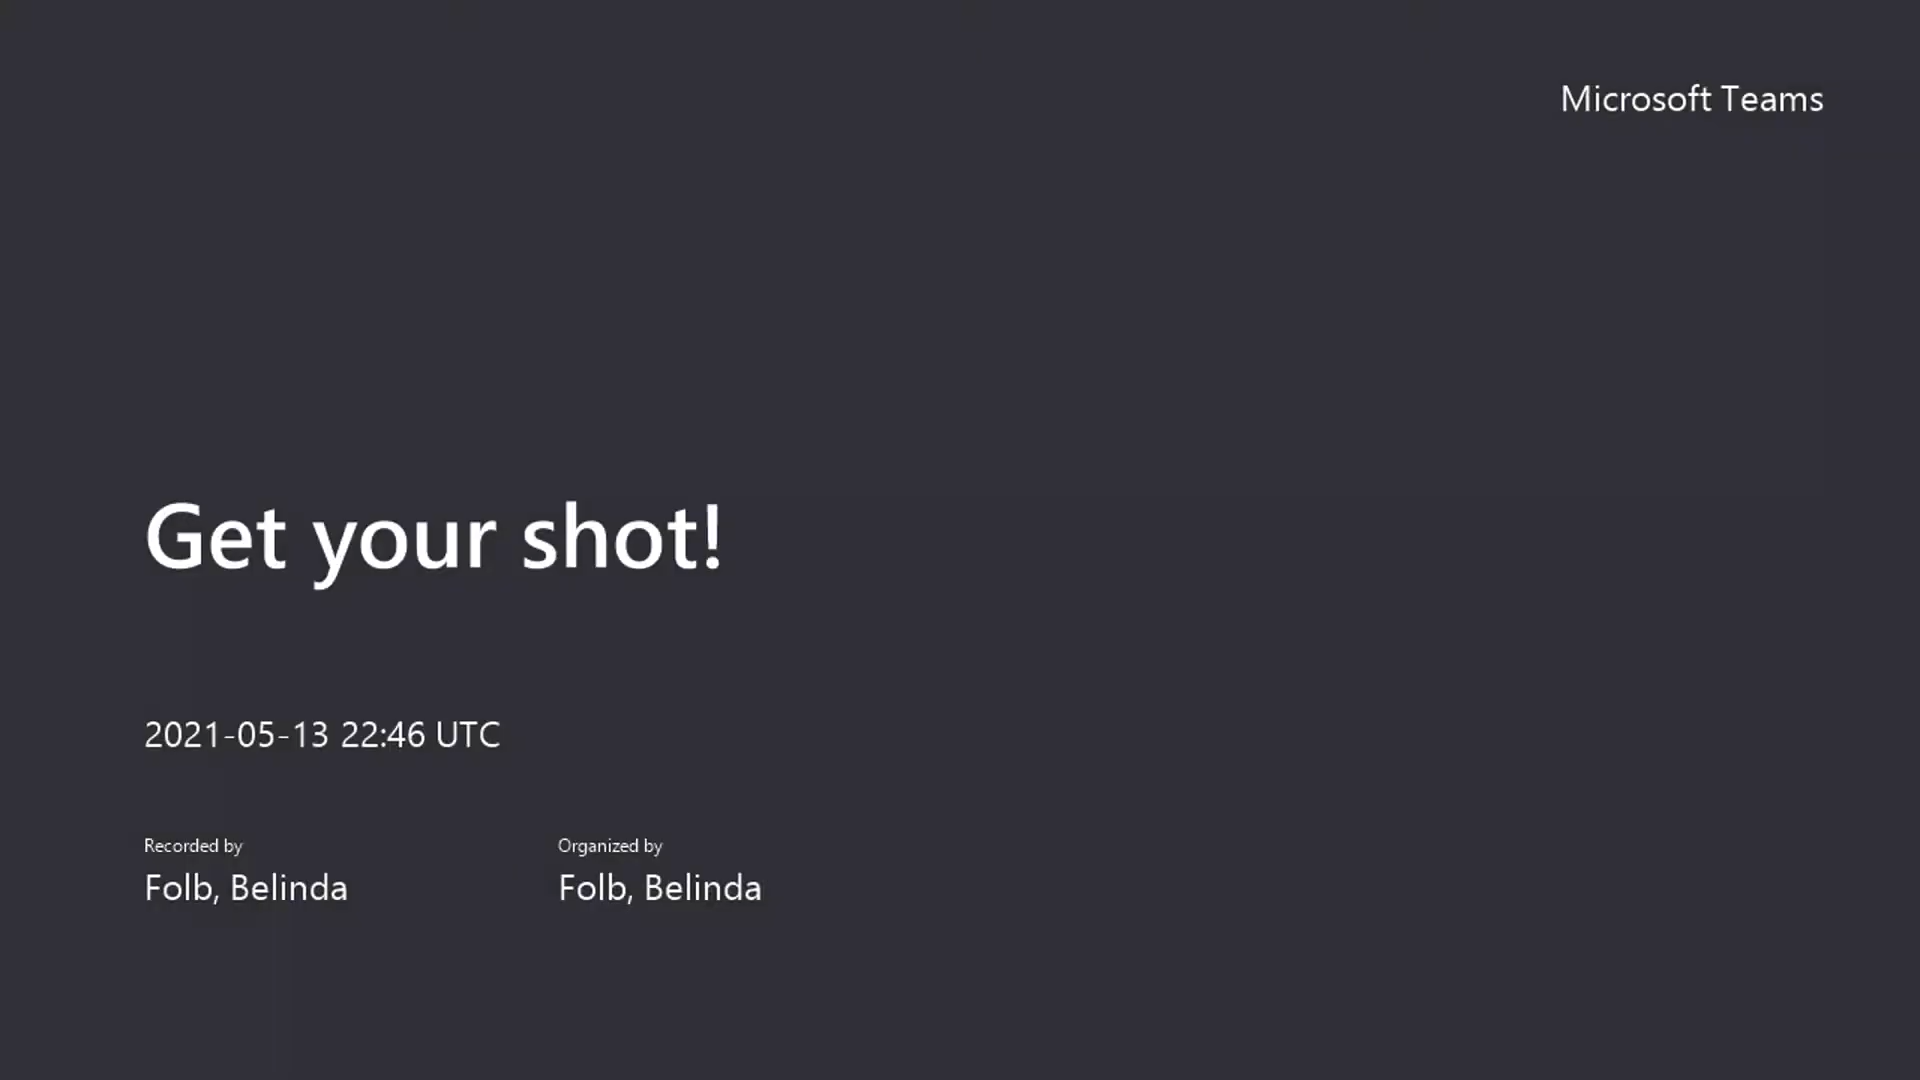 Microsoft Teams
Get your shot!
2021-05-13 22:46 UTC
Recorded by
Folb, Belinda
Organized by
Folb, Belinda